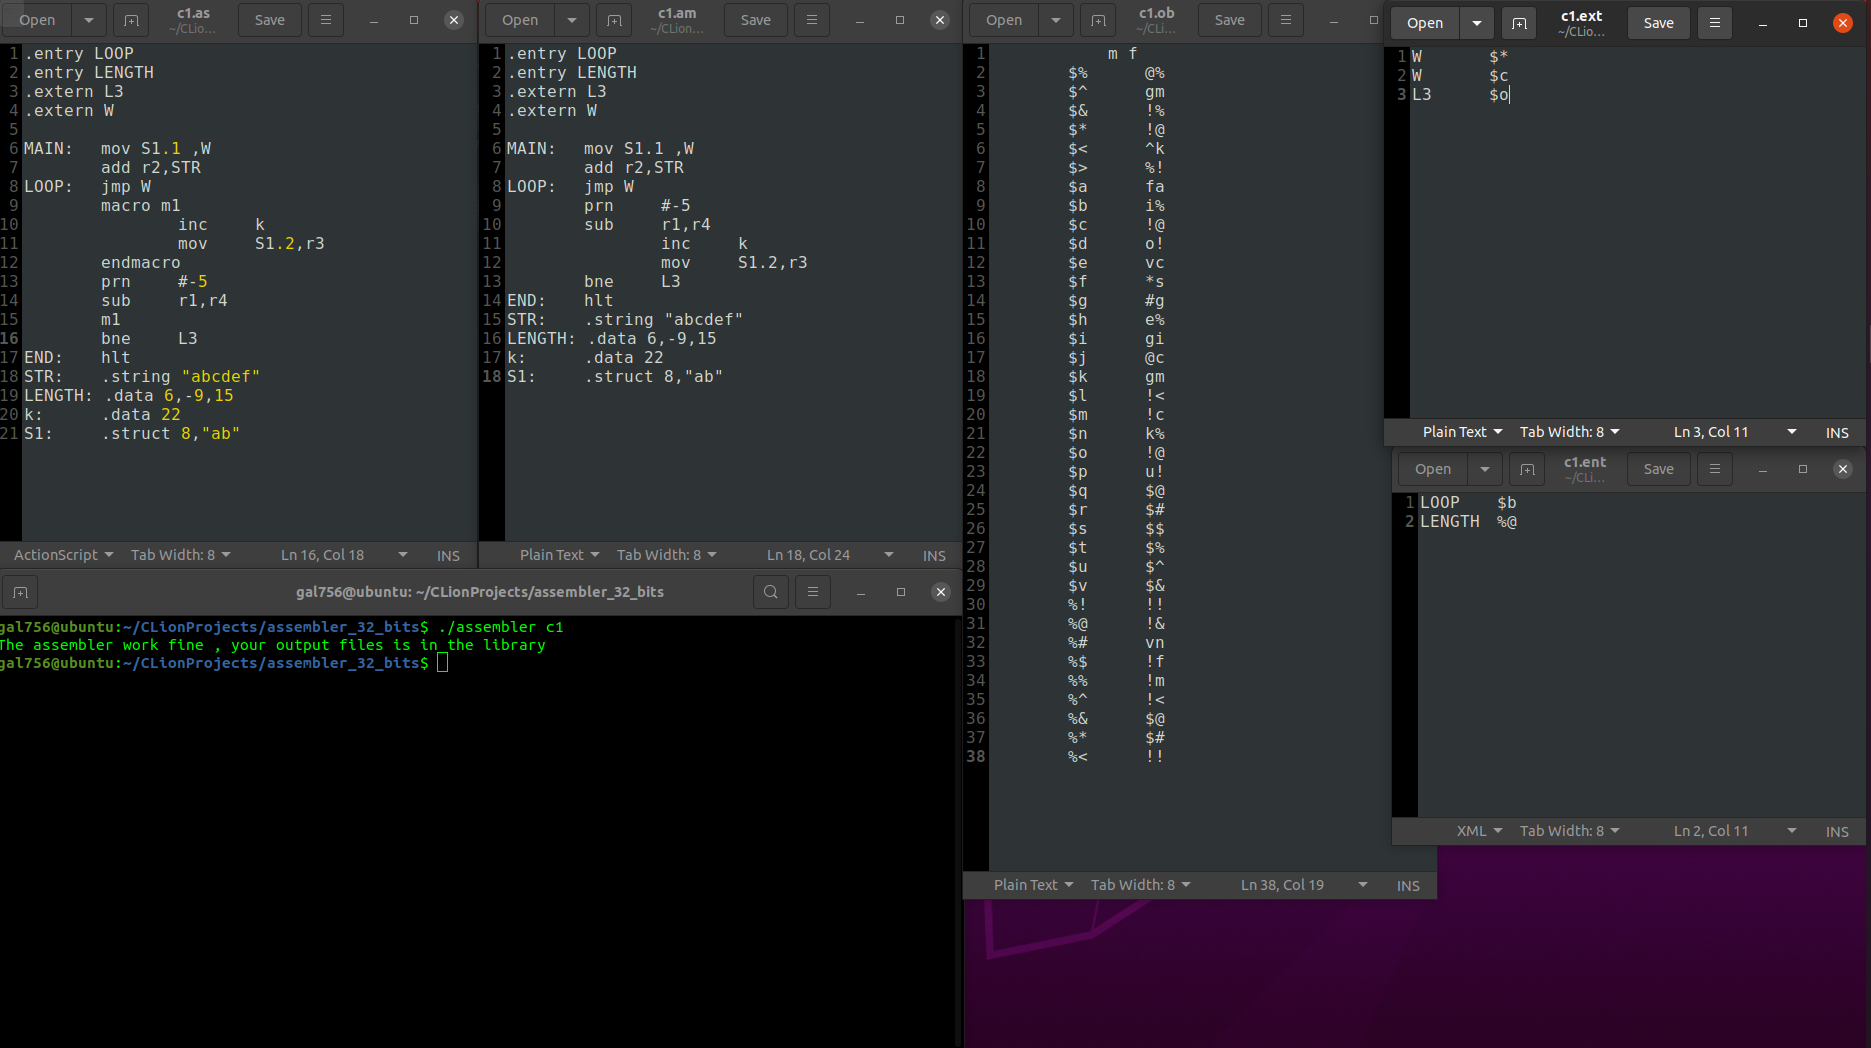 Open c1.as ~/CLio... Save
1 .entry LOOP
2 .entry LENGTH
3 .extern L3
4 .extern W
5
6 MAIN: mov S1.1 ,W
7 add r2,STR
8 LOOP: jmp W
9 macro m1
10 inc k
11 mov S1.2,r3
12 endmacro
13 prn #-5
14 sub r1,r4
15 m1
16 bne L3
17 END: hlt
18 STR: .string "abcdef"
19 LENGTH: .data 6,-9,15
20 k: .data 22
21 S1: .struct 8,"ab"
ActionScript Tab Width: 8 Ln 16, Col 18 INS
Open c1.am ~/CLion... Save
1 .entry LOOP
2 .entry LENGTH
3 .extern L3
4 .extern W
5
6 MAIN: mov S1.1 ,W
7 add r2,STR
8 LOOP: jmp W
9 prn #-5
10 sub r1,r4
11 inc k
12 mov S1.2,r3
13 bne L3
14 END: hlt
15 STR: .string "abcdef"
16 LENGTH: .data 6,-9,15
17 k: .data 22
18 S1: .struct 8,"ab"
Plain Text Tab Width: 8 Ln 18, Col 24 INS
Open c1.ob ~/CLi... Save
1 m f
2 $% @%
3 $^ gm
4 $& !%
5 $* !@
6 $< ^k
7 $> %!
8 $a fa
9 $b i%
10 $c !@
11 $d o!
12 $e vc
13 $f *s
14 $g #g
15 $h e%
16 $i gi
17 $j @c
18 $k gm
19 $l !<
20 $m !c
21 $n k%
22 $o !@
23 $p u!
24 $q $@
25 $r $#
26 $s $$
27 $t $%
28 $u $^
29 $v $&
30 %! !!
31 %@ !&
32 %# vn
33 %$ !f
34 %% !m
35 %^ !<
36 %& $@
37 %* $#
38 %< !!
Plain Text Tab Width: 8 Ln 38, Col 19 INS
Open c1.ext ~/CLio... Save
1 W $*
2 W $c
3 L3 $o
Plain Text Tab Width: 8 Ln 3, Col 11 INS
Open c1.ent ~/CLi... Save
1 LOOP $b
2 LENGTH %@
XML Tab Width: 8 Ln 2, Col 11 INS
gal756@ubuntu: ~/CLionProjects/assembler_32_bits
gal756@ubuntu:~/CLionProjects/assembler_32_bits$ ./assembler c1
The assembler work fine , your output files is in the library
gal756@ubuntu:~/CLionProjects/assembler_32_bits$